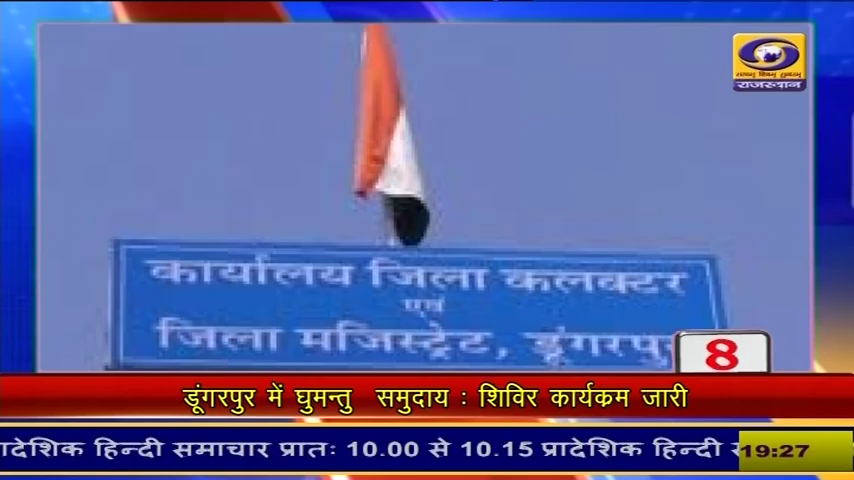 सत्यम् शिवम् सुन्दरम्
राजस्थान
कार्यालय जिला कलक्टर
एवं
जिला मजिस्ट्रेट, डूंगरपुर
8
डूंगरपुर में घुमन्तु समुदाय : शिविर कार्यक्रम जारी
ादेशिक हिन्दी समाचार प्रातः 10.00 से 10.15 प्रादेशिक हिन्दी स
19:27